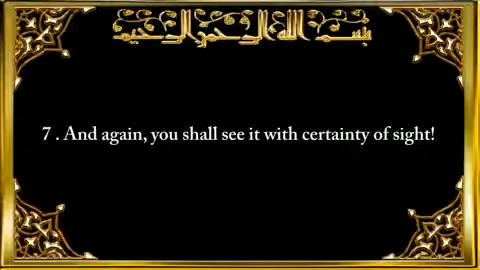 بسم الله الرحمن الرحيم
7 . And again, you shall see it with certainty of sight!